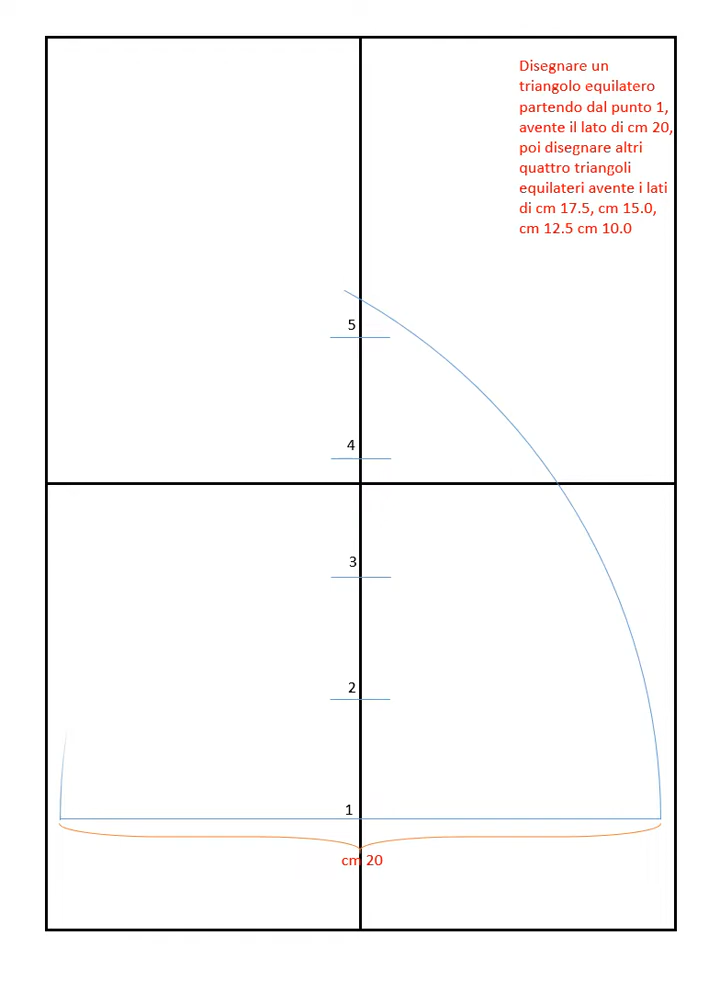 Disegnare un
triangolo equilatero
partendo dal punto 1,
avente il lato di cm 20,
poi disegnare altri
quattro triangoli
equilateri avente i lati
di cm 17.5, cm 15.0,
cm 12.5 cm 10.0
5
4
3
2
1
cm 20